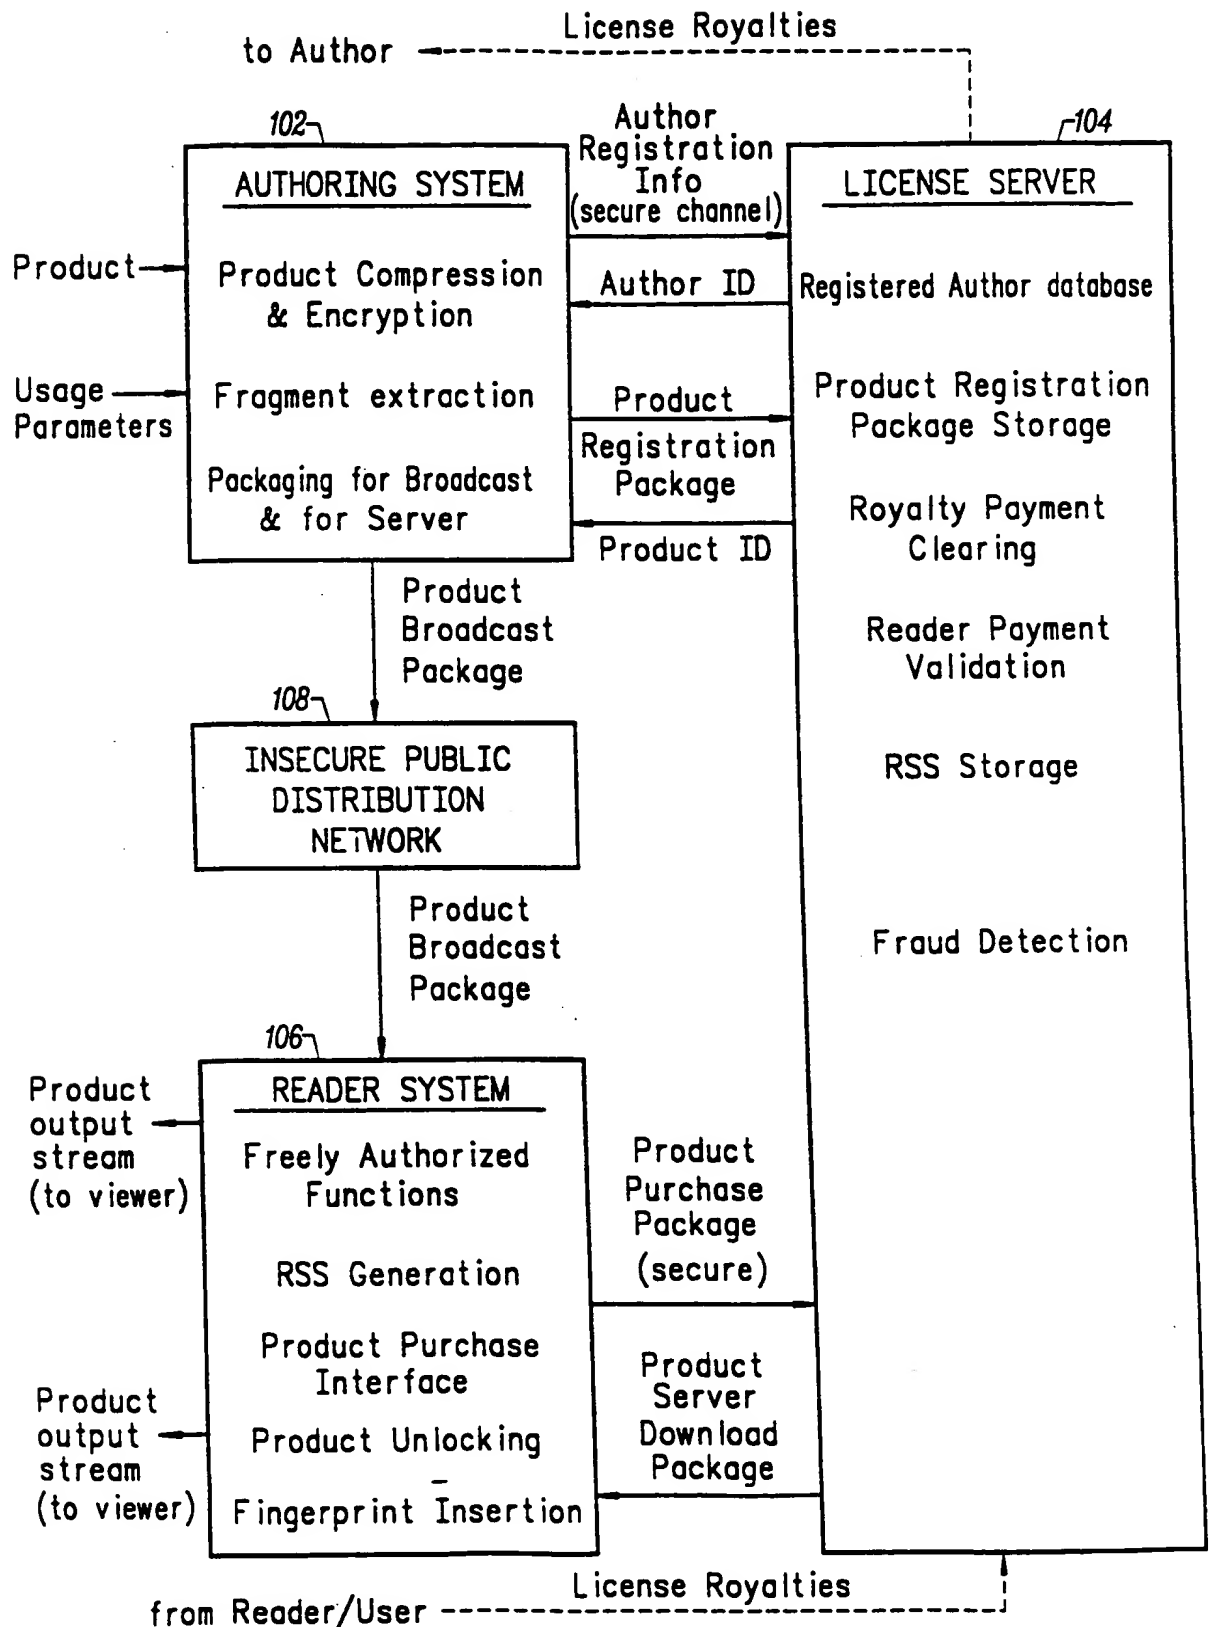 License Royalties
to Author
102
Author
Registration
Info
(secure channel)
104
AUTHORING SYSTEM
LICENSE SERVER
Product
Product Compression
& Encryption
Author ID
Registered Author database
Usage
Parameters
Fragment extraction
Product
Registration
Package
Product Registration
Package Storage
Packaging for Broadcast
& for Server
Product ID
Royalty Payment
Clearing
Product
Broadcast
Package
Reader Payment
Validation
108
INSECURE PUBLIC
DISTRIBUTION
NETWORK
RSS Storage
Product
Broadcast
Package
Fraud Detection
106
READER SYSTEM
Product
output
stream
(to viewer)
Freely Authorized
Functions
Product
Purchase
Package
(secure)
RSS Generation
Product Purchase
Interface
Product
Server
Download
Package
Product
output
stream
(to viewer)
Product Unlocking
Fingerprint Insertion
License Royalties
from Reader/User